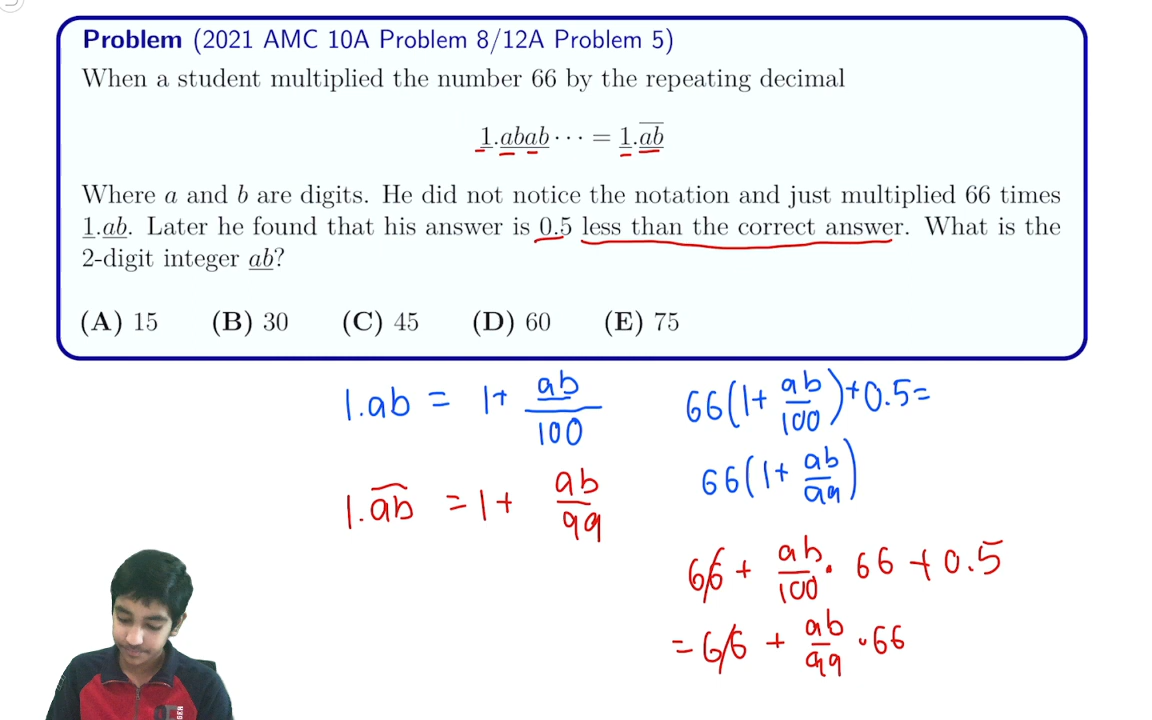 Problem (2021 AMC 10A Problem 8/12A Problem 5)
When a student multiplied the number 66 by the repeating decimal
1.abab⋯ = 1.a̅b̅
Where a and b are digits. He did not notice the notation and just multiplied 66 times
1.ab. Later he found that his answer is 0.5 less than the correct answer. What is the
2-digit integer ab?
(A) 15 (B) 30 (C) 45 (D) 60 (E) 75
1.ab = 1+ ab/100
1.a̅b̅ = 1+ ab/99
66(1+ ab/100)+0.5=
66(1+ ab/99)
66 + ab/100 · 66 + 0.5
= 66 + ab/99 · 66